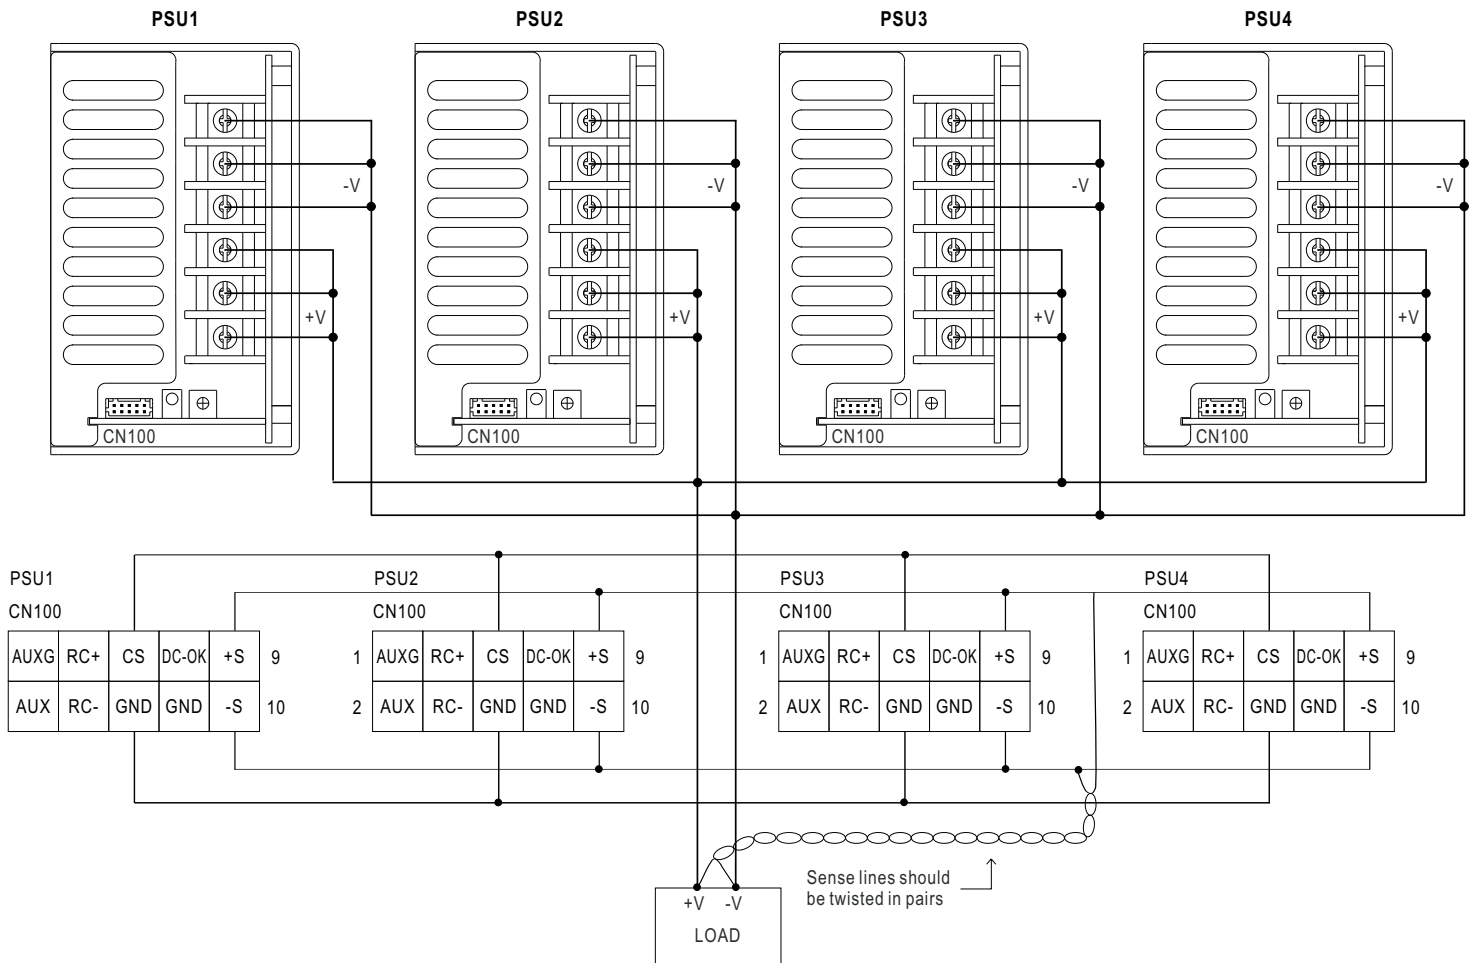 PSU1 PSU2 PSU3 PSU4
-V -V -V -V
+V +V +V +V
CN100 CN100 CN100 CN100
PSU1 PSU2 PSU3 PSU4
CN100 CN100 CN100 CN100
AUXG RC+ CS DC-OK +S 9 1 AUXG RC+ CS DC-OK +S 9 1 AUXG RC+ CS DC-OK +S 9 1 AUXG RC+ CS DC-OK +S 9
AUX RC- GND GND -S 10 2 AUX RC- GND GND -S 10 2 AUX RC- GND GND -S 10 2 AUX RC- GND GND -S 10
Sense lines should
be twisted in pairs
+V -V
LOAD